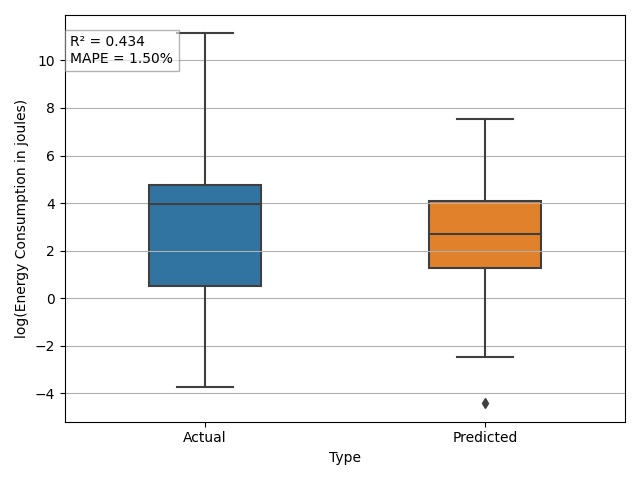 R² = 0.434
MAPE = 1.50%
10
8
6
4
2
0
−2
−4
log(Energy Consumption in joules)
Actual
Predicted
Type